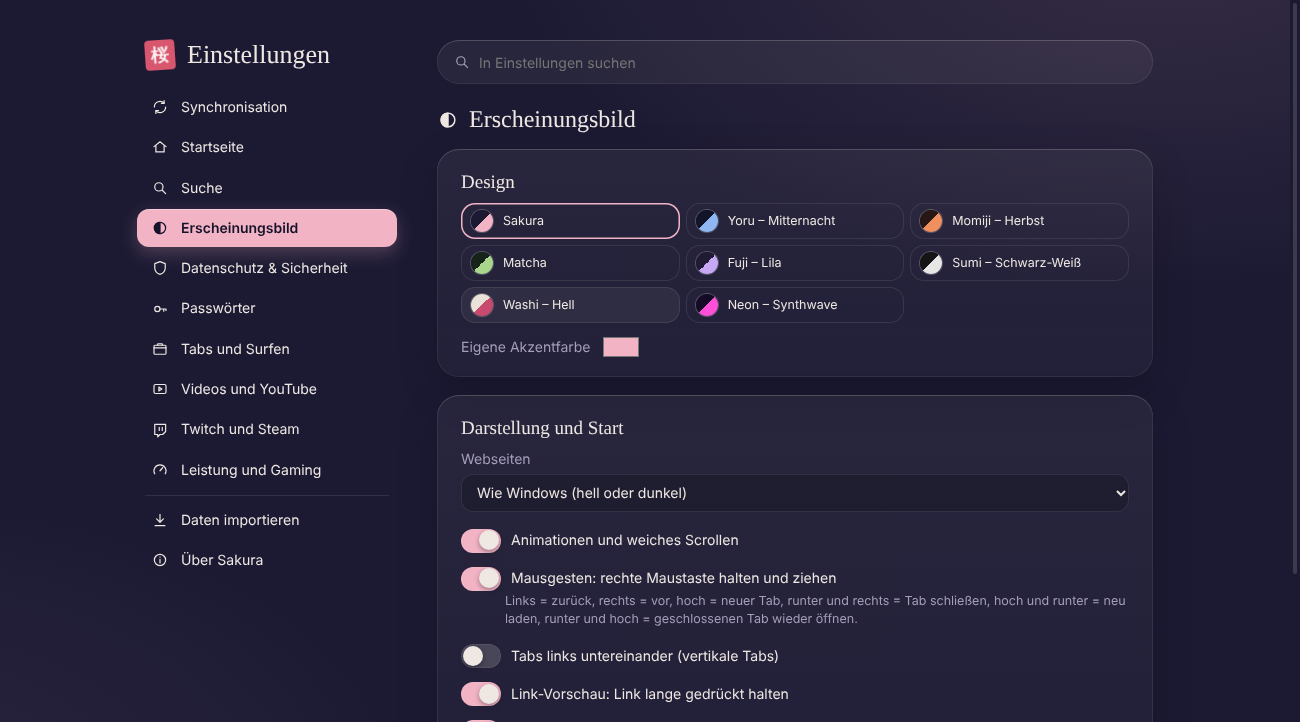 桜 Einstellungen
Synchronisation
Startseite
Suche
Erscheinungsbild
Datenschutz & Sicherheit
Passwörter
Tabs und Surfen
Videos und YouTube
Twitch und Steam
Leistung und Gaming
Daten importieren
Über Sakura
In Einstellungen suchen
Erscheinungsbild
Design
Sakura
Yoru – Mitternacht
Momiji – Herbst
Matcha
Fuji – Lila
Sumi – Schwarz-Weiß
Washi – Hell
Neon – Synthwave
Eigene Akzentfarbe
Darstellung und Start
Webseiten
Wie Windows (hell oder dunkel)
Animationen und weiches Scrollen
Mausgesten: rechte Maustaste halten und ziehen
Links = zurück, rechts = vor, hoch = neuer Tab, runter und rechts = Tab schließen, hoch und runter = neu
laden, runter und hoch = geschlossenen Tab wieder öffnen.
Tabs links untereinander (vertikale Tabs)
Link-Vorschau: Link lange gedrückt halten